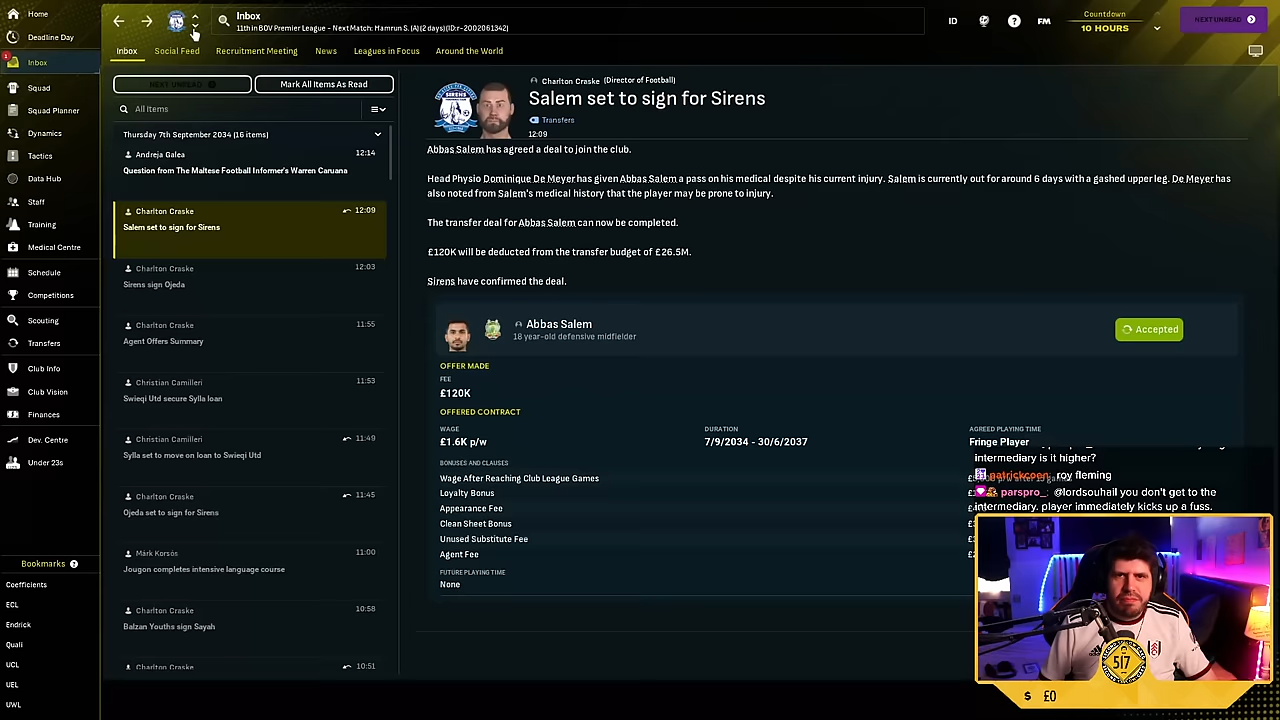 Home
Deadline Day
1
Inbox
Squad
Squad Planner
Dynamics
Tactics
Data Hub
Staff
Training
Medical Centre
Schedule
Competitions
Scouting
Transfers
Club Info
Club Vision
Finances
Dev. Centre
Under 23s
Bookmarks
Coefficients
ECL
Endrick
Quali
UCL
UEL
UWL
Inbox
11th in BOV Premier League - Next Match: Hamrun S. (A) (2 days) (ID:r-2002061342)
ID
FM
Countdown
10 HOURS
NEXT UNREAD
Inbox
Social Feed
Recruitment Meeting
News
Leagues in Focus
Around the World
NEXT UNREAD
Mark All Items As Read
All Items
Thursday 7th September 2034 (16 items)
Andreja Galea 12:14
Question from The Maltese Football Informer's Warren Caruana
Charlton Craske 12:09
Salem set to sign for Sirens
Charlton Craske 12:03
Sirens sign Ojeda
Charlton Craske 11:55
Agent Offers Summary
Christian Camilleri 11:53
Swieqi Utd secure Sylla loan
Christian Camilleri 11:49
Sylla set to move on loan to Swieqi Utd
Charlton Craske 11:45
Ojeda set to sign for Sirens
Márk Korsós 11:00
Jougon completes intensive language course
Charlton Craske 10:58
Balzan Youths sign Sayah
Charlton Craske 10:51
SIRENS
Charlton Craske (Director of Football)
Salem set to sign for Sirens
Transfers
12:09
Abbas Salem has agreed a deal to join the club.
Head Physio Dominique De Meyer has given Abbas Salem a pass on his medical despite his current injury. Salem is currently out for around 6 days with a gashed upper leg. De Meyer has
also noted from Salem's medical history that the player may be prone to injury.
The transfer deal for Abbas Salem can now be completed.
£120K will be deducted from the transfer budget of £26.5M.
Sirens have confirmed the deal.
Abbas Salem
18 year-old defensive midfielder
Accepted
OFFER MADE
FEE
£120K
OFFERED CONTRACT
WAGE
£1.6K p/w
DURATION
7/9/2034 - 30/6/2037
AGREED PLAYING TIME
Fringe Player
BONUSES AND CLAUSES
Wage After Reaching Club League Games
Loyalty Bonus
Appearance Fee
Clean Sheet Bonus
Unused Substitute Fee
Agent Fee
FUTURE PLAYING TIME
None
intermediary is it higher?
patrickcoen: roy fleming
parspro_: @lordsouhall you don't get to the
intermediary. player immediately kicks up a fuss.
517
$ £0